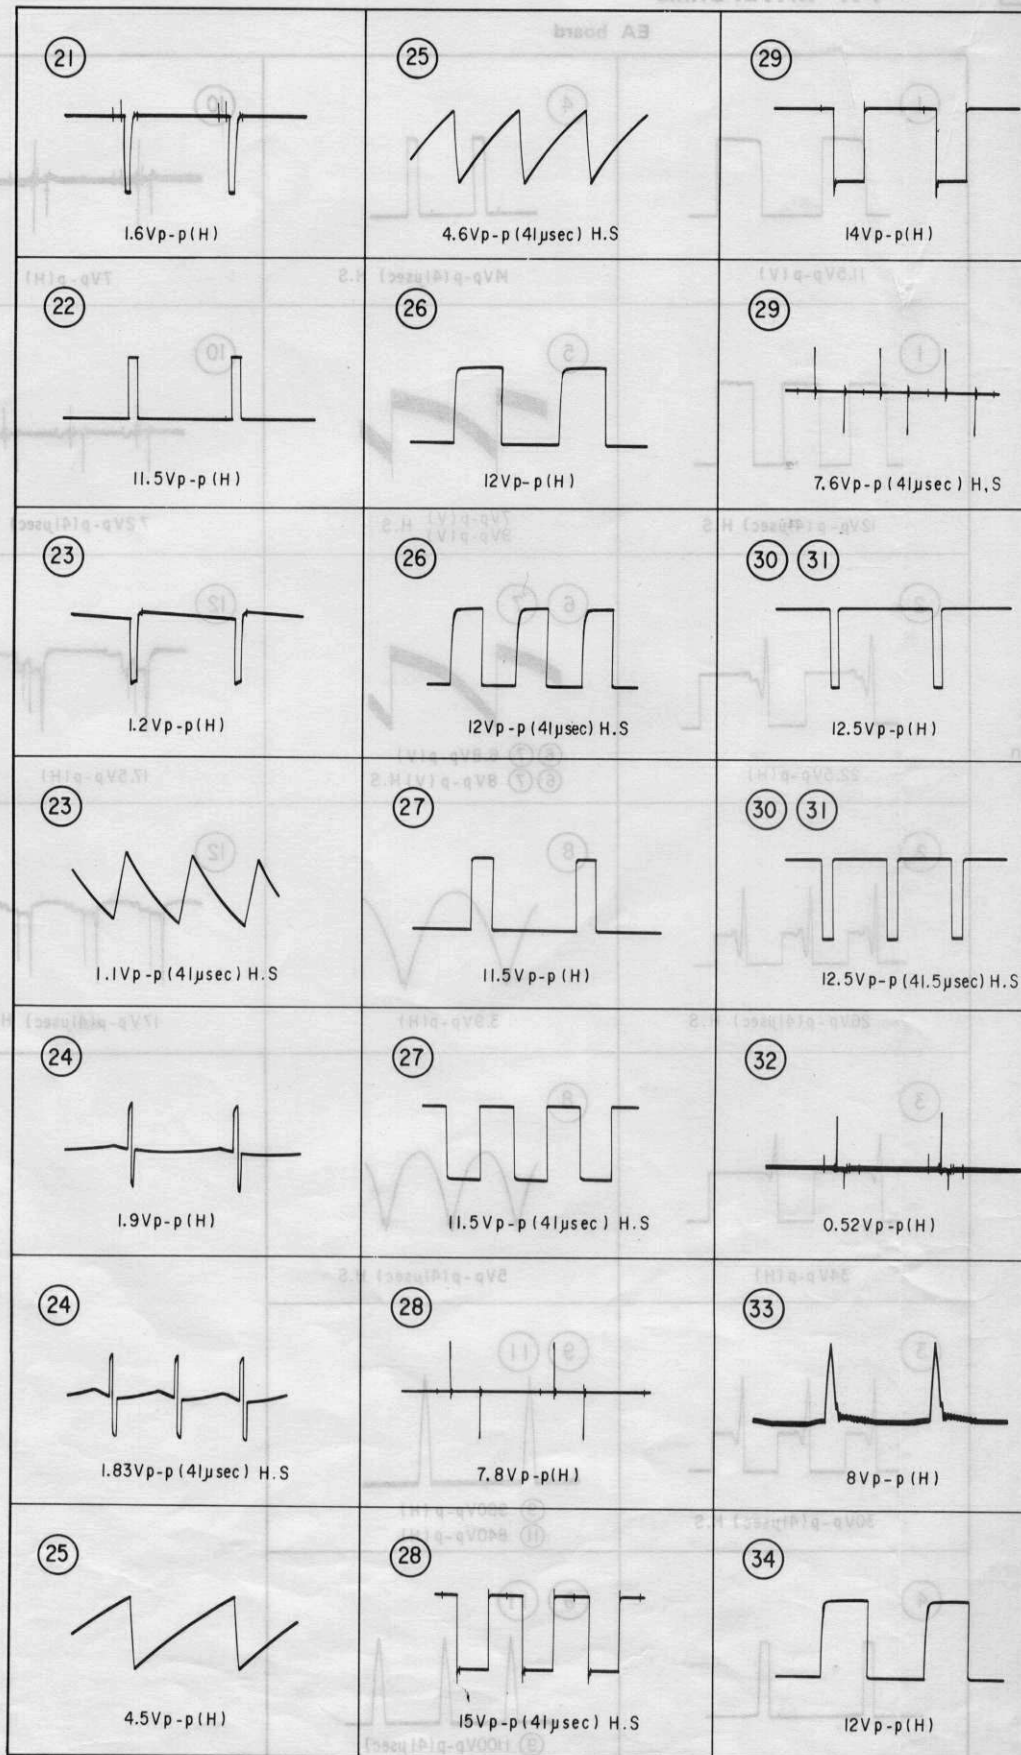 21
1.6Vp-p(H)
22
11.5Vp-p(H)
23
1.2Vp-p(H)
23
1.1Vp-p(41μsec) H.S
24
1.9Vp-p(H)
24
1.83Vp-p(41μsec) H.S
25
4.5Vp-p(H)
25
4.6Vp-p(41μsec) H.S
26
12Vp-p(H)
26
12Vp-p(41μsec) H.S
27
11.5Vp-p(H)
27
11.5Vp-p(41μsec) H.S
28
7.8Vp-p(H)
28
15Vp-p(41μsec) H.S
29
14Vp-p(H)
29
7.6Vp-p(41μsec) H,S
30 31
12.5Vp-p(H)
30 31
12.5Vp-p(41.5μsec) H.S
32
0.52Vp-p(H)
33
8Vp-p(H)
34
12Vp-p(H)